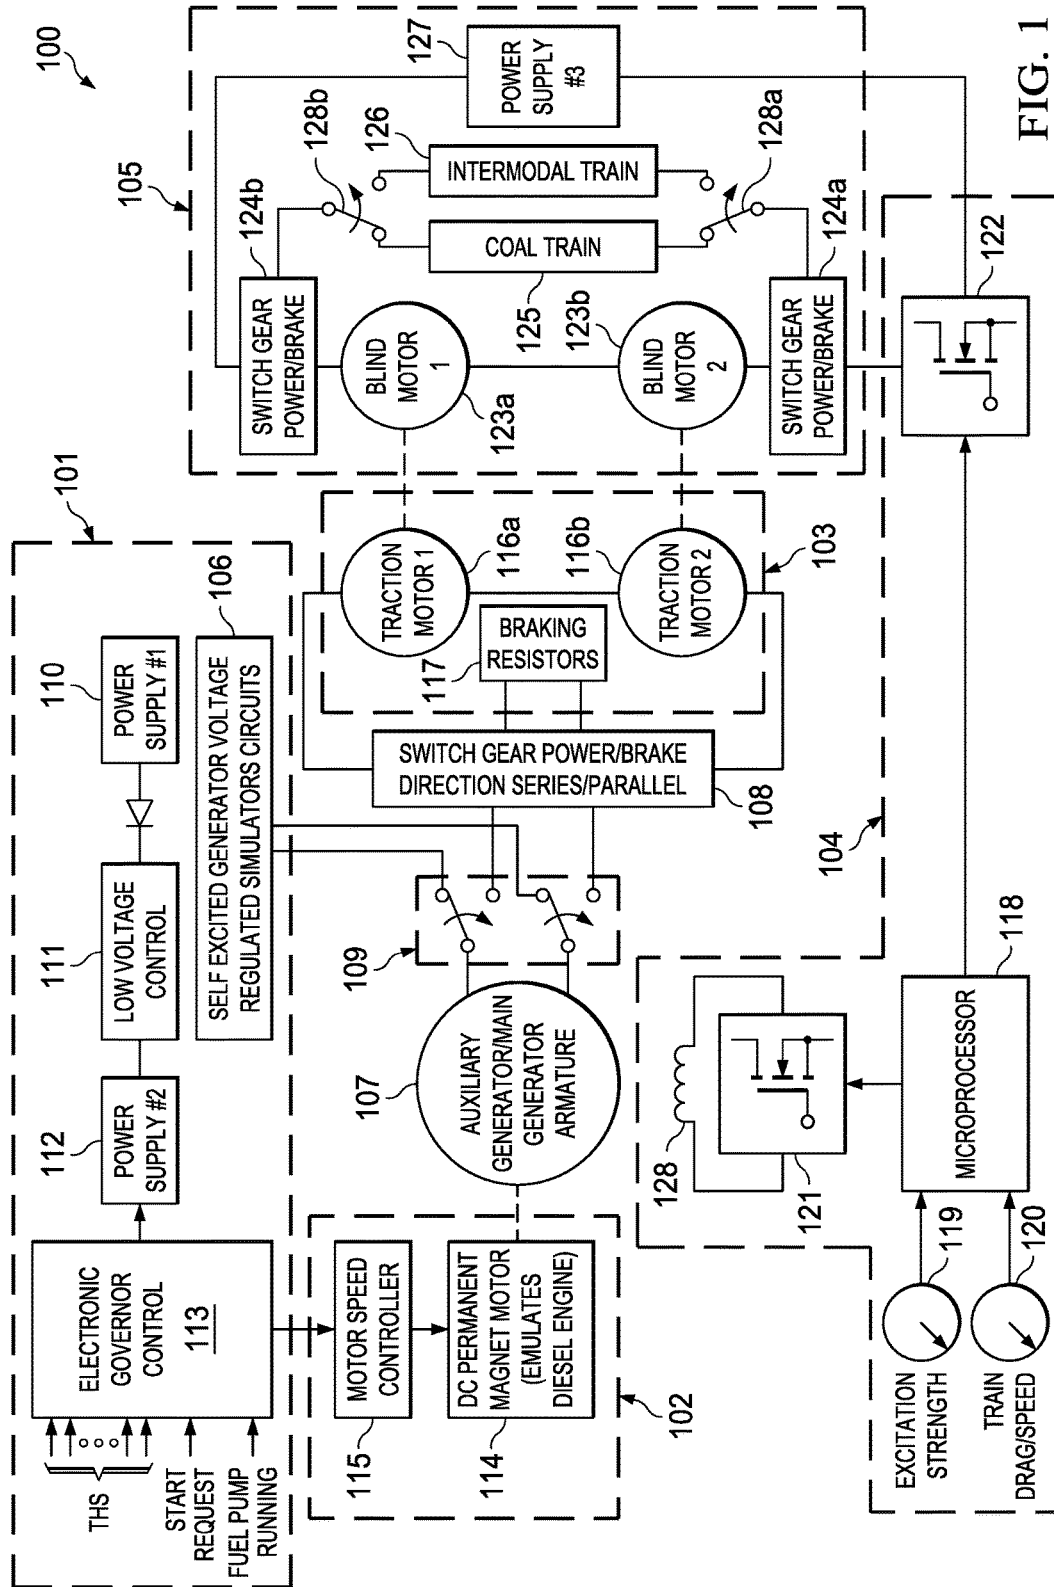 100
101
110
POWER
SUPPLY #1
111
LOW VOLTAGE
CONTROL
112
POWER
SUPPLY #2
ELECTRONIC
GOVERNOR
CONTROL
113
THS
START
REQUEST
FUEL PUMP
RUNNING
106
SELF EXCITED GENERATOR VOLTAGE
REGULATED SIMULATORS CIRCUITS
MOTOR SPEED
CONTROLLER
115
DC PERMANENT
MAGNET MOTOR
(EMULATES
DIESEL ENGINE)
114
102
107
AUXILIARY
GENERATOR/MAIN
GENERATOR
ARMATURE
109
SWITCH GEAR POWER/BRAKE
DIRECTION SERIES/PARALLEL
108
117
BRAKING
RESISTORS
TRACTION
MOTOR 1
116a
TRACTION
MOTOR 2
116b
103
105
124b
SWITCH GEAR
POWER/BRAKE
BLIND
MOTOR
1
123a
BLIND
MOTOR
2
123b
SWITCH GEAR
POWER/BRAKE
124a
128b
128a
COAL TRAIN
125
126
INTERMODAL TRAIN
127
POWER
SUPPLY
#3
104
128
121
MICROPROCESSOR
118
122
119
EXCITATION
STRENGTH
120
TRAIN
DRAG/SPEED
FIG. 1